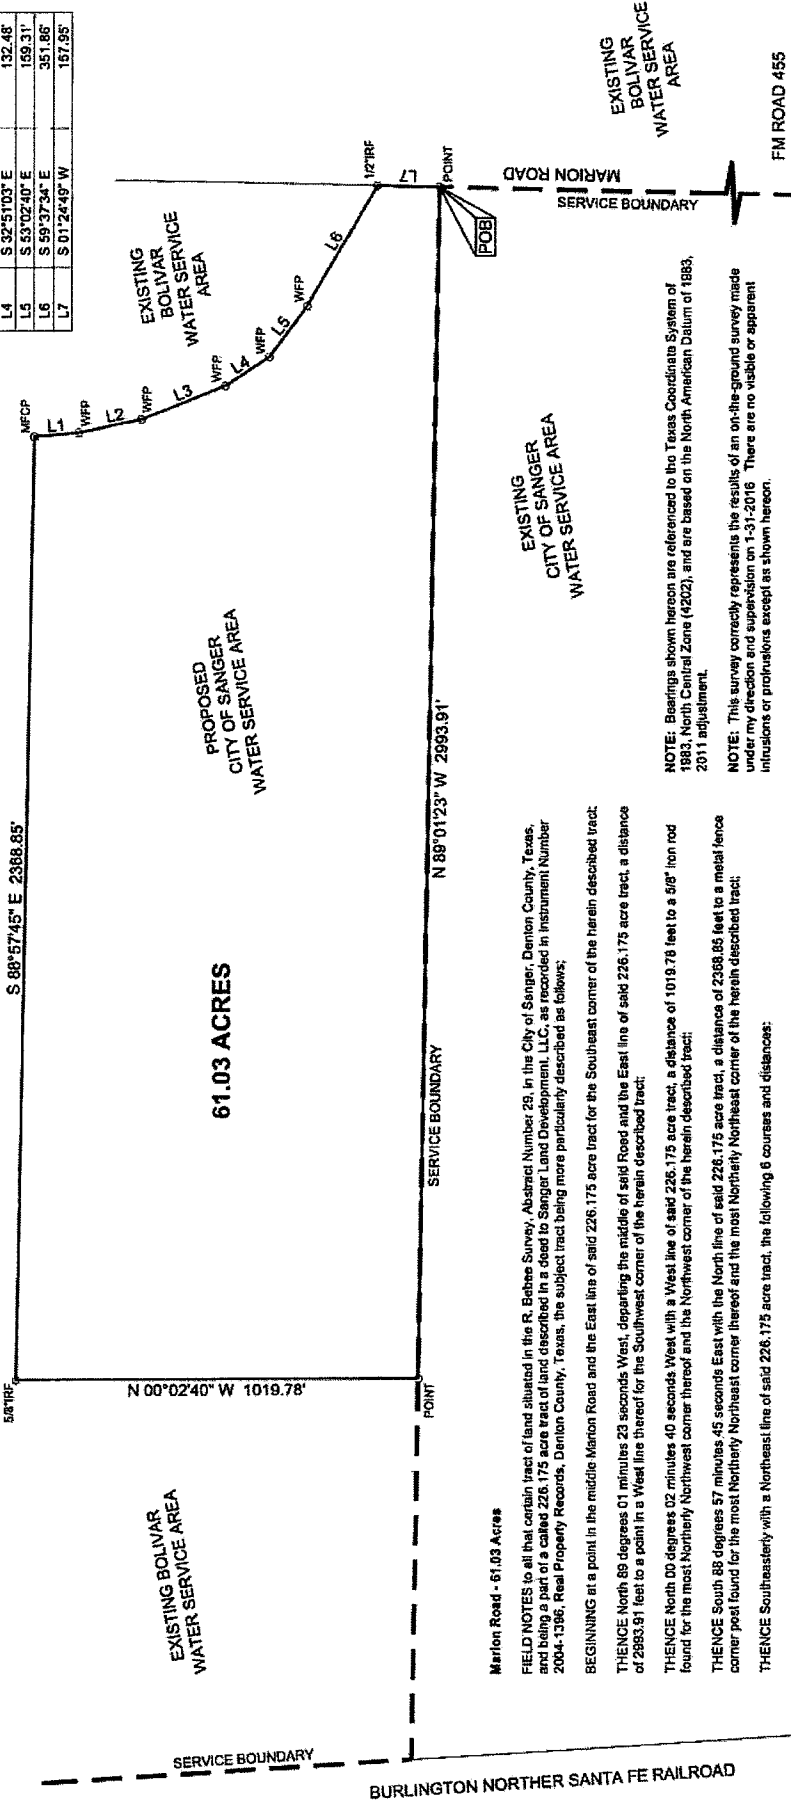 L4 S 32°51'03" E 132.48'
L5 S 53°02'40" E 159.31'
L6 S 59°37'34" E 351.86'
L7 S 01°24'49" W 157.95'
5/8"IRF
S 88°57'45" E 2368.85'
MFCP
L1
WFP
L2
WFP
L3
WFP
L4
WFP
L5
WFP
L6
1/2"IRF
L7
POINT
POB
EXISTING
BOLIVAR
WATER SERVICE
AREA
EXISTING
BOLIVAR
WATER SERVICE
AREA
MARION ROAD
SERVICE BOUNDARY
FM ROAD 455
PROPOSED
CITY OF SANGER
WATER SERVICE AREA
61.03 ACRES
N 00°02'40" W 1019.78'
POINT
N 89°01'23" W 2993.91'
SERVICE BOUNDARY
EXISTING
CITY OF SANGER
WATER SERVICE AREA
EXISTING BOLIVAR
WATER SERVICE AREA
SERVICE BOUNDARY
BURLINGTON NORTHER SANTA FE RAILROAD
Marion Road - 61.03 Acres
FIELD NOTES to all that certain tract of land situated in the R. Bebee Survey, Abstract Number 29, in the City of Sanger, Denton County, Texas,
and being a part of a called 226.175 acre tract of land described in a deed to Sanger Land Development, LLC, as recorded in Instrument Number
2004-1396, Real Property Records, Denton County, Texas, the subject tract being more particularly described as follows;
BEGINNING at a point in the middle Marion Road and the East line of said 226.175 acre tract for the Southeast corner of the herein described tract;
THENCE North 89 degrees 01 minutes 23 seconds West, departing the middle of said Road and the East line of said 226.175 acre tract, a distance
of 2993.91 feet to a point in a West line thereof for the Southwest corner of the herein described tract;
THENCE North 00 degrees 02 minutes 40 seconds West with a West line of said 226.175 acre tract, a distance of 1019.78 feet to a 5/8" iron rod
found for the most Northerly Northwest corner thereof and the Northwest corner of the herein described tract;
THENCE South 88 degrees 57 minutes 45 seconds East with the North line of said 226.175 acre tract, a distance of 2368.85 feet to a metal fence
corner post found for the most Northerly Northeast corner thereof and the most Northerly Northeast corner of the herein described tract;
THENCE Southeasterly with a Northeast line of said 226.175 acre tract, the following 6 courses and distances;
NOTE: Bearings shown hereon are referenced to the Texas Coordinate System of
1983, North Central Zone (4202), and are based on the North American Datum of 1983,
2011 adjustment.
NOTE: This survey correctly represents the results of an on-the-ground survey made
under my direction and supervision on 1-31-2016 There are no visible or apparent
intrusions or protrusions except as shown hereon.